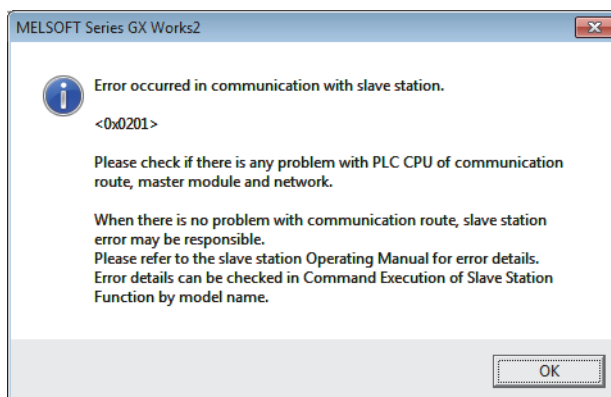 MELSOFT Series GX Works2
Error occurred in communication with slave station.
<0x0201>
Please check if there is any problem with PLC CPU of communication
route, master module and network.
When there is no problem with communication route, slave station
error may be responsible.
Please refer to the slave station Operating Manual for error details.
Error details can be checked in Command Execution of Slave Station
Function by model name.
OK